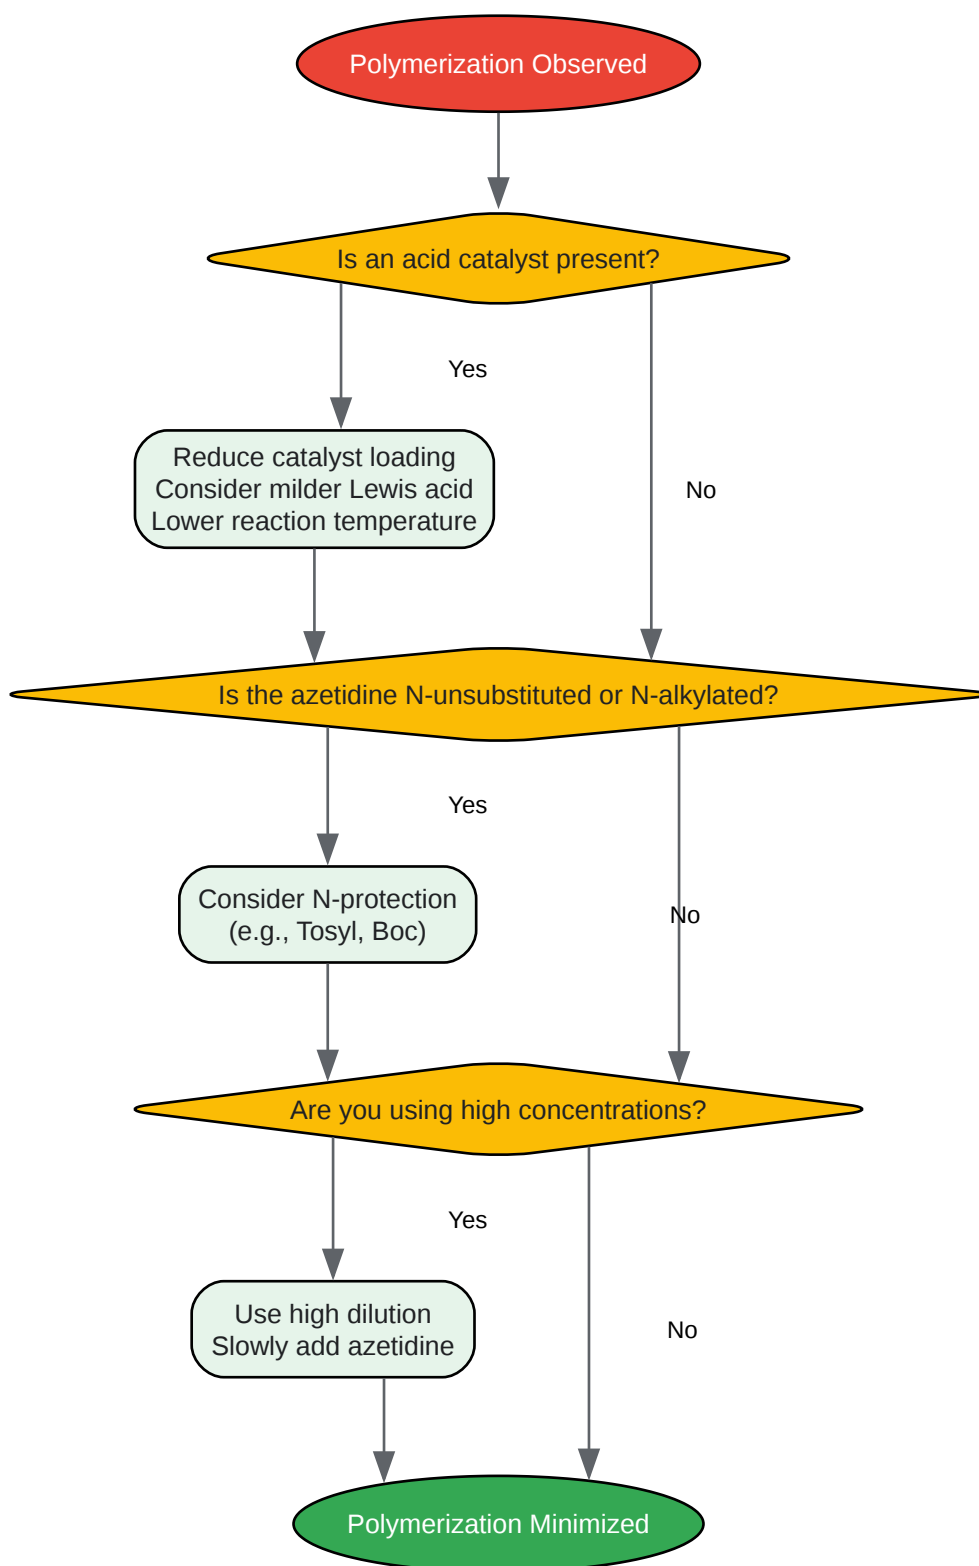 Polymerization Observed
Is an acid catalyst present?
Yes
Reduce catalyst loading
Consider milder Lewis acid
Lower reaction temperature
No
Is the azetidine N-unsubstituted or N-alkylated?
Yes
Consider N-protection
(e.g., Tosyl, Boc)
No
Are you using high concentrations?
Yes
Use high dilution
Slowly add azetidine
No
Polymerization Minimized